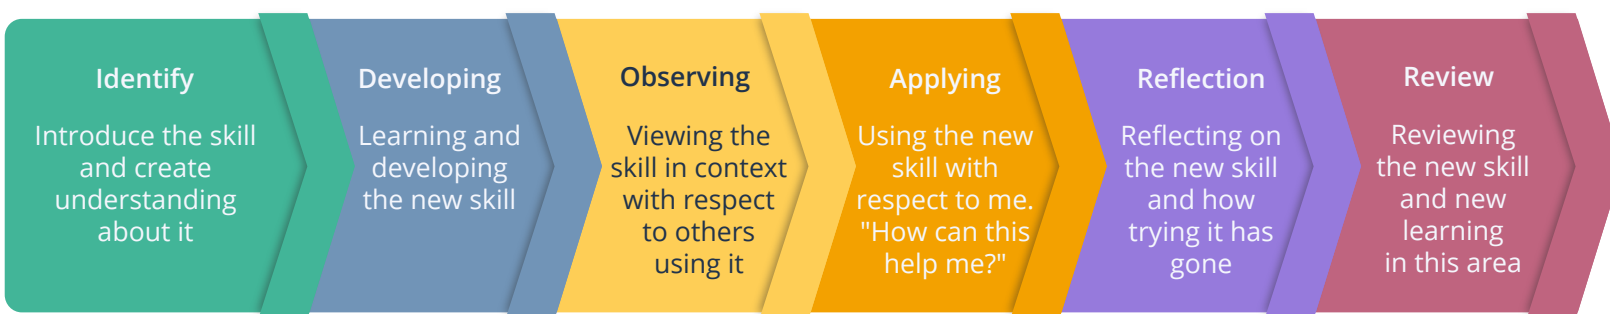 Identify
Introduce the skill
and create
understanding
about it
Developing
Learning and
developing
the new skill
Observing
Viewing the
skill in context
with respect
to others
using it
Applying
Using the new
skill with
respect to me.
"How can this
help me?"
Reflection
Reflecting on
the new skill
and how
trying it has
gone
Review
Reviewing
the new skill
and new
learning
in this area